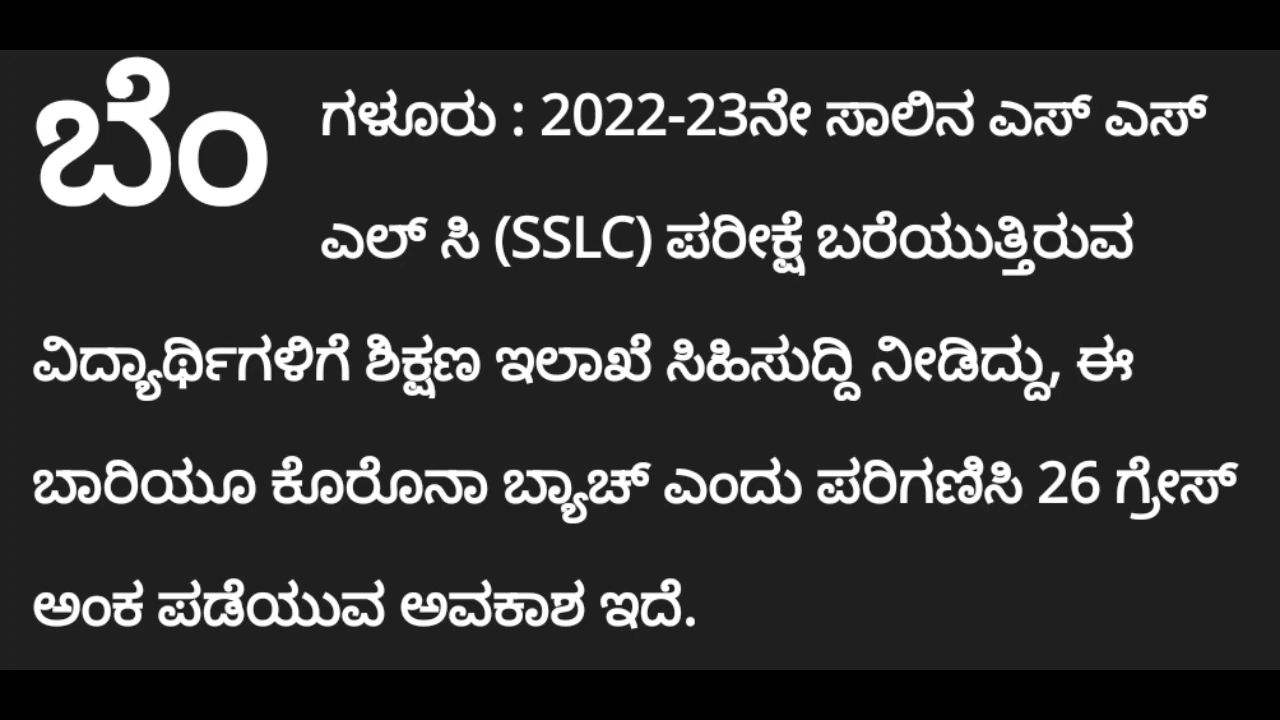 ಬೆಂಗಳೂರು : 2022-23ನೇ ಸಾಲಿನ ಎಸ್ ಎಸ್
ಎಲ್ ಸಿ (SSLC) ಪರೀಕ್ಷೆ ಬರೆಯುತ್ತಿರುವ
ವಿದ್ಯಾರ್ಥಿಗಳಿಗೆ ಶಿಕ್ಷಣ ಇಲಾಖೆ ಸಿಹಿಸುದ್ದಿ ನೀಡಿದ್ದು, ಈ
ಬಾರಿಯೂ ಕೊರೊನಾ ಬ್ಯಾಚ್ ಎಂದು ಪರಿಗಣಿಸಿ 26 ಗ್ರೇಸ್
ಅಂಕ ಪಡೆಯುವ ಅವಕಾಶ ಇದೆ.